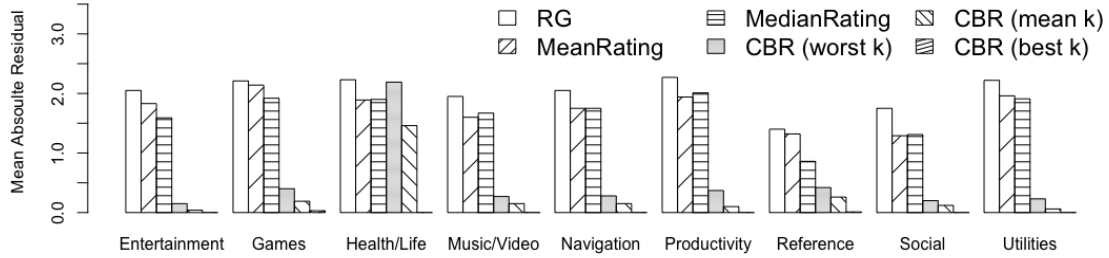 Mean Absoulte Residual
3.0
2.0
1.0
0.0
RG
MeanRating
MedianRating
CBR (worst k)
CBR (mean k)
CBR (best k)
Entertainment
Games
Health/Life
Music/Video
Navigation
Productivity
Reference
Social
Utilities